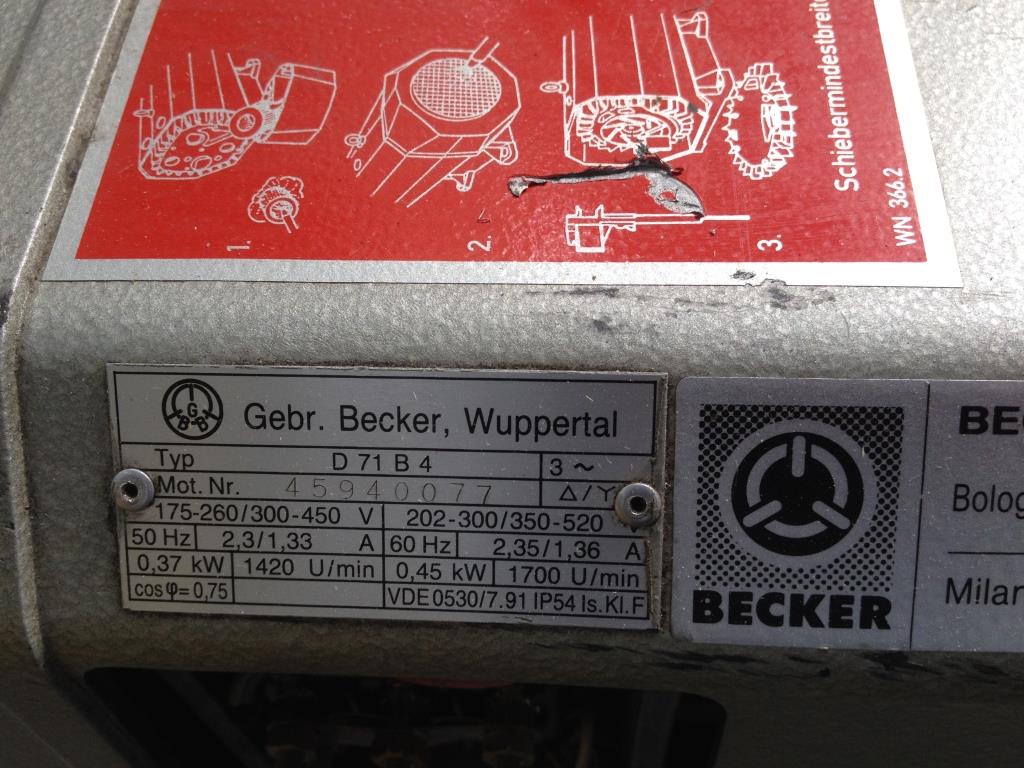 1.
2.
3.
Schiebermindestbreite
WN 366.2
G
B B
Gebr. Becker, Wuppertal
Typ D 71 B 4 3 ~
Mot. Nr. 45940077 Δ/Y
175-260/300-450 V 202-300/350-520
50 Hz 2,3/1,33 A 60 Hz 2,35/1,36 A
0,37 kW 1420 U/min 0,45 kW 1700 U/min
cos φ= 0,75 VDE 0530/7.91 IP54 Is.Kl.F
BECKER
BEC
Bolog
Milan